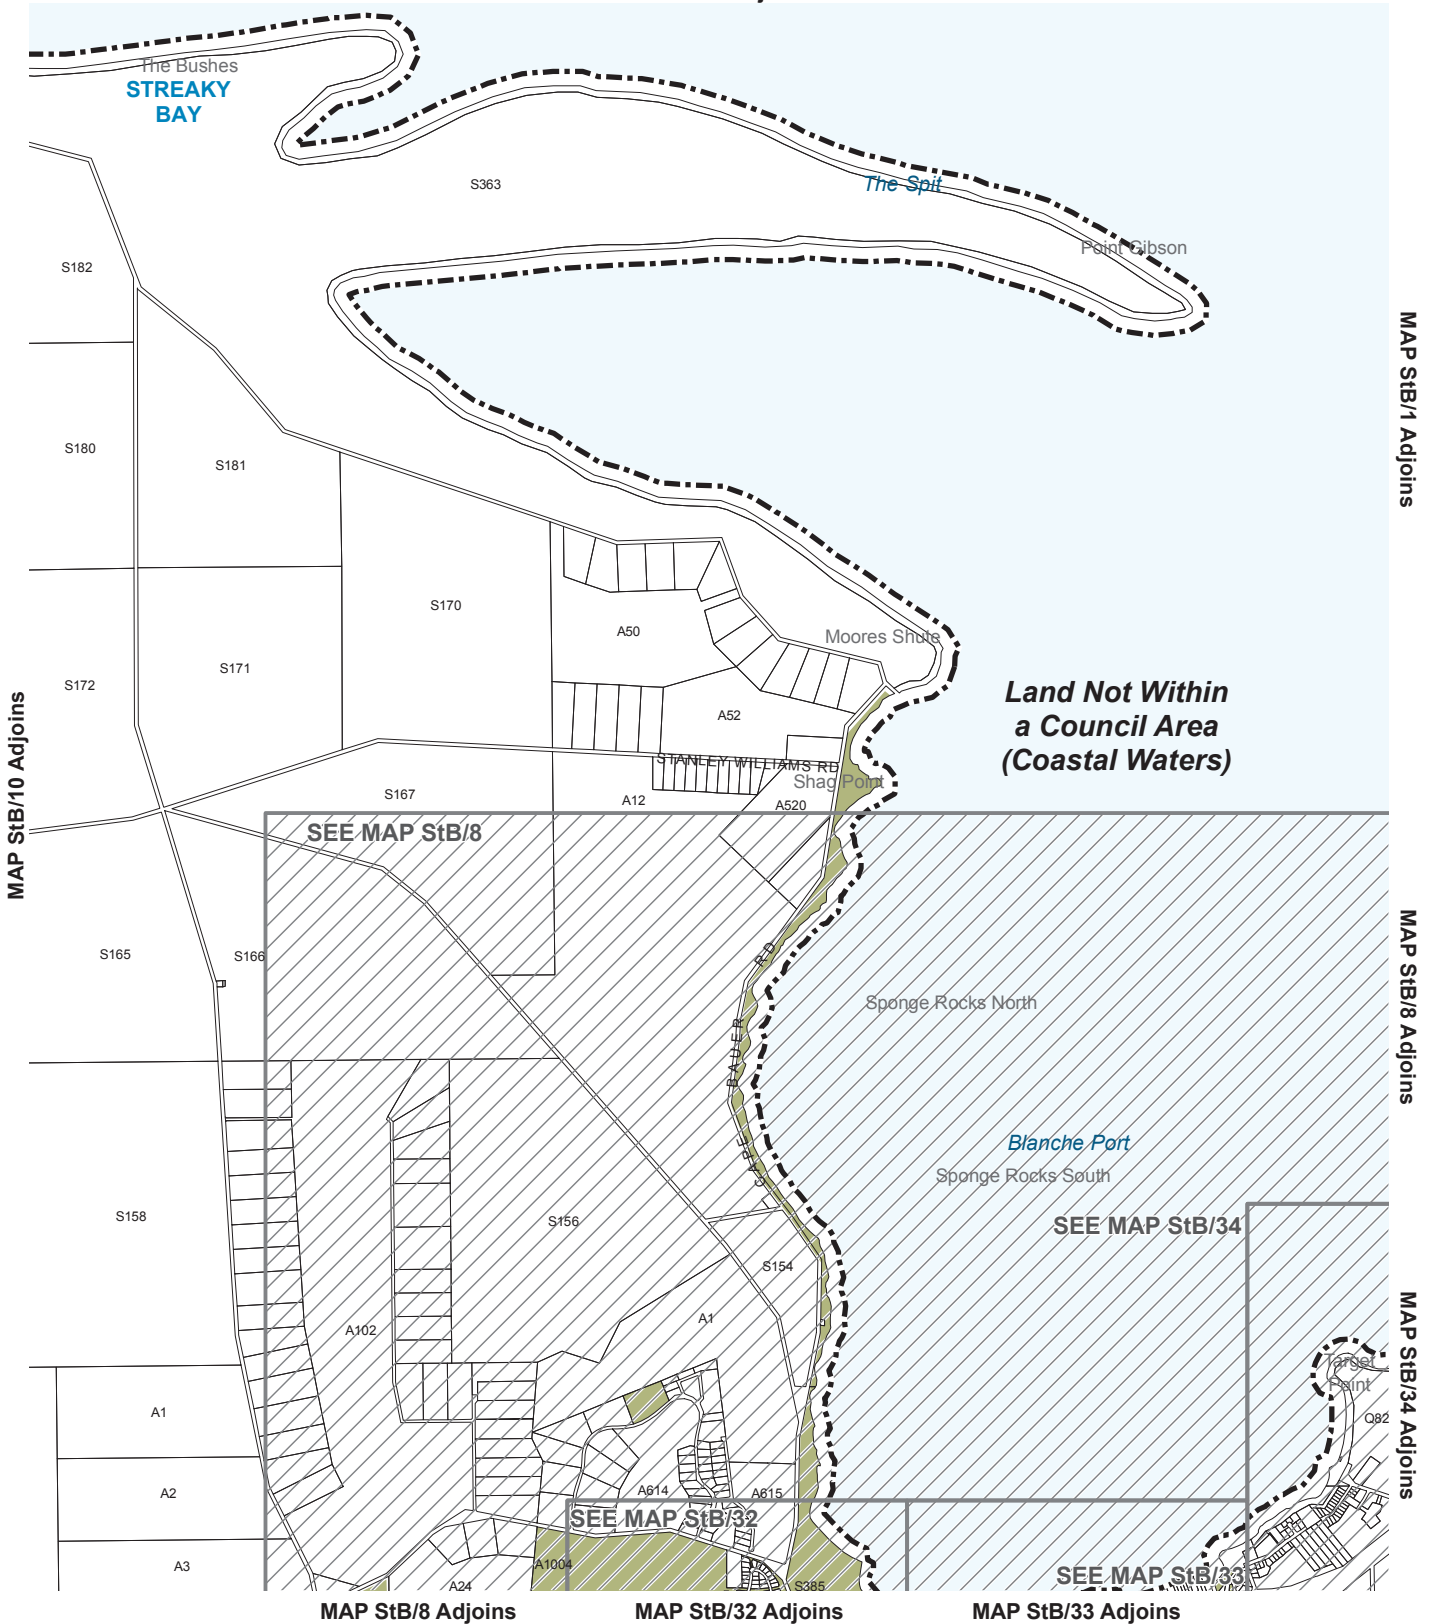 The Bushes
STREAKY
BAY
S363
The Spit
Point Gibson
S182
MAP StB/1 Adjoins
S180
S181
S170
A50
Moores Shute
S171
S172
MAP StB/10 Adjoins
A52
Land Not Within
a Council Area
(Coastal Waters)
STANLEY WILLIAMS RD
Shag Point
S167
A12
A520
SEE MAP StB/8
S165
S166
CAPE BAUER RD
Sponge Rocks North
MAP StB/8 Adjoins
Blanche Port
Sponge Rocks South
S158
S156
SEE MAP StB/34
S154
A1
A102
MAP StB/34 Adjoins
Target
Point
A1
Q82
A2
A614
A615
SEE MAP StB/32
A3
A1004
A24
S385
SEE MAP StB/33
MAP StB/8 Adjoins
MAP StB/32 Adjoins
MAP StB/33 Adjoins